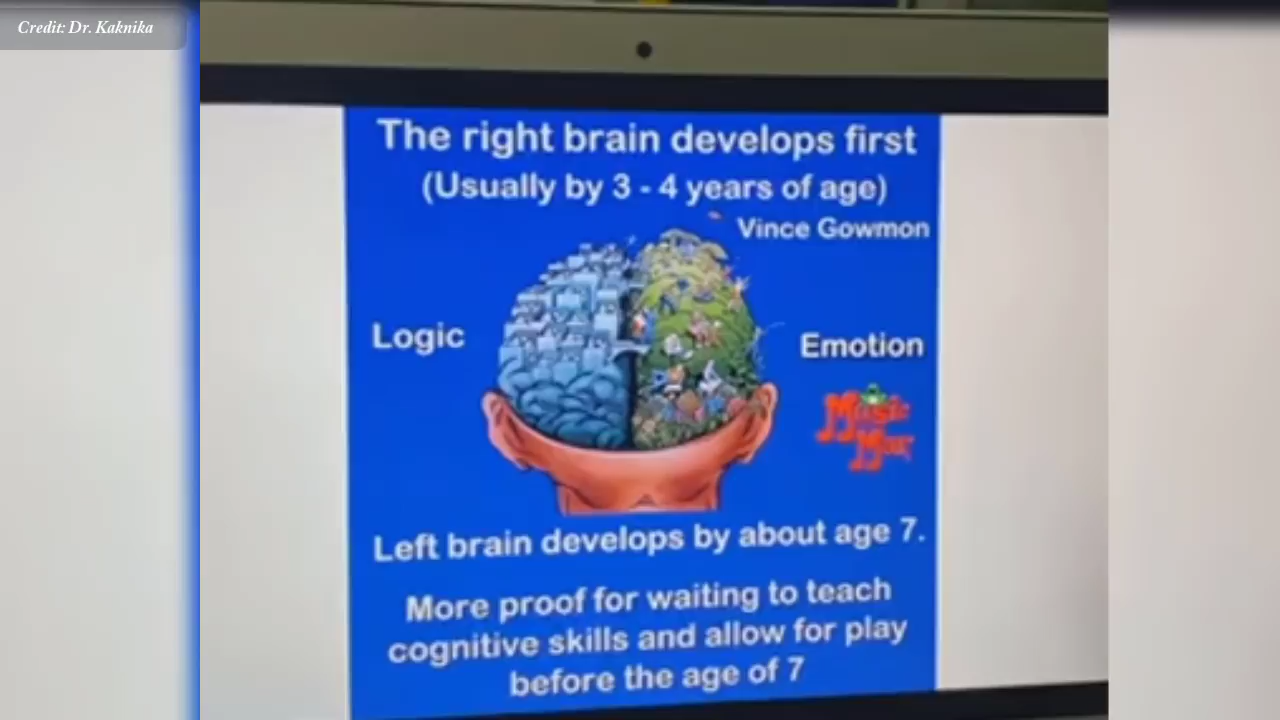 Credit: Dr. Kaknika
The right brain develops first
(Usually by 3 - 4 years of age)
Vince Gowmon
Logic
Emotion
Music
Mac
Left brain develops by about age 7.
More proof for waiting to teach
cognitive skills and allow for play
before the age of 7